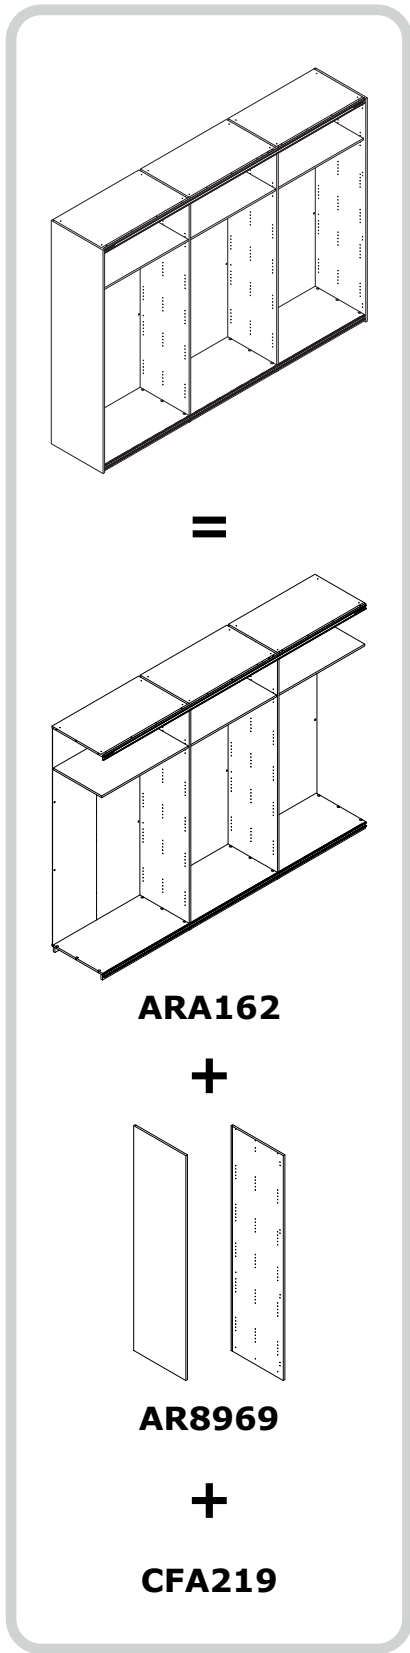 =
ARA162
+
AR8969
+
CFA219